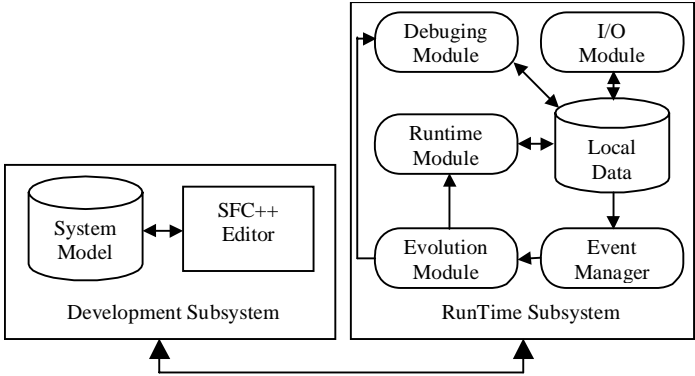 Debuging
Module
I/O
Module
Runtime
Module
Local
Data
System
Model
SFC++
Editor
Evolution
Module
Event
Manager
Development Subsystem
RunTime Subsystem